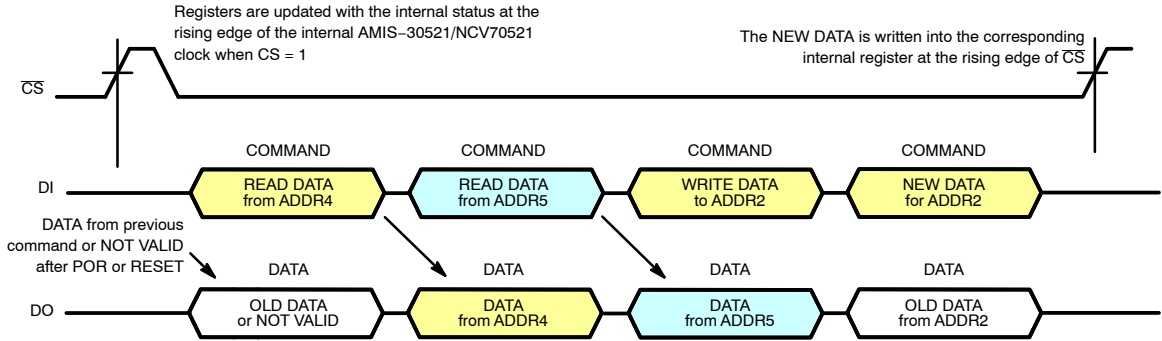 Registers are updated with the internal status at the
rising edge of the internal AMIS−30521/NCV70521
clock when CS = 1
The NEW DATA is written into the corresponding
internal register at the rising edge of C̅S̅
C̅S̅
COMMAND COMMAND COMMAND COMMAND
DI
READ DATA
from ADDR4
READ DATA
from ADDR5
WRITE DATA
to ADDR2
NEW DATA
for ADDR2
DATA from previous
command or NOT VALID
after POR or RESET
DATA DATA DATA DATA
DO
OLD DATA
or NOT VALID
DATA
from ADDR4
DATA
from ADDR5
OLD DATA
from ADDR2